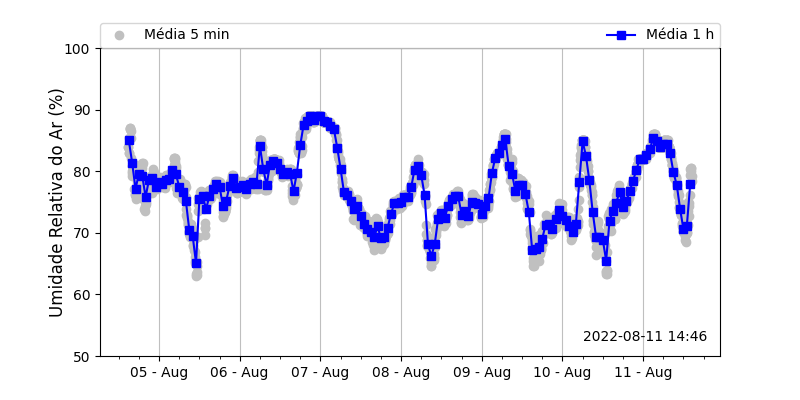 Média 5 min
Média 1 h
Umidade Relativa do Ar (%)
100
90
80
70
60
50
2022-08-11 14:46
05 - Aug
06 - Aug
07 - Aug
08 - Aug
09 - Aug
10 - Aug
11 - Aug